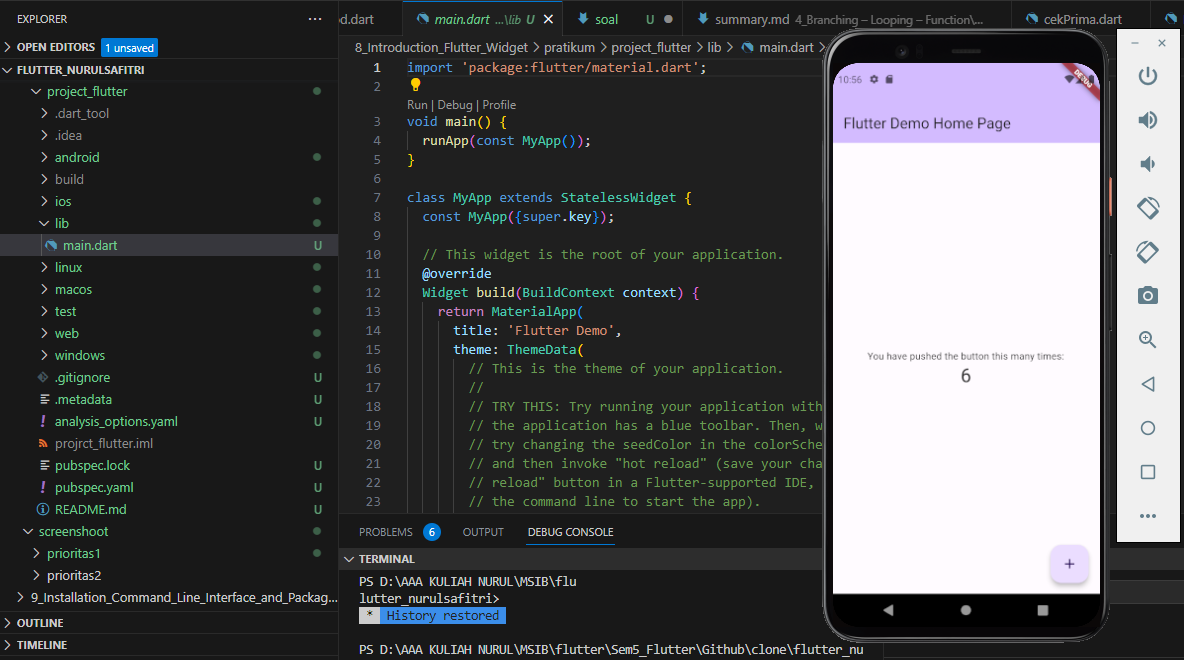 EXPLORER
OPEN EDITORS 1 unsaved
FLUTTER_NURULSAFITRI
project_flutter
.dart_tool
.idea
android
build
ios
lib
main.dart U
linux
macos
test
web
windows
.gitignore U
.metadata U
analysis_options.yaml U
projrct_flutter.iml
pubspec.lock U
pubspec.yaml U
README.md U
screenshoot
prioritas1
prioritas2
9_Installation_Command_Line_Interface_and_Packag...
OUTLINE
TIMELINE
od.dart main.dart ...\lib U soal U summary.md 4_Branching – Looping – Function\... cekPrima.dart
8_Introduction_Flutter_Widget > pratikum > project_flutter > lib > main.dart >
1 import 'package:flutter/material.dart';
2
Run | Debug | Profile
3 void main() {
4 runApp(const MyApp());
5 }
6
7 class MyApp extends StatelessWidget {
8 const MyApp({super.key});
9
10 // This widget is the root of your application.
11 @override
12 Widget build(BuildContext context) {
13 return MaterialApp(
14 title: 'Flutter Demo',
15 theme: ThemeData(
16 // This is the theme of your application.
17 //
18 // TRY THIS: Try running your application with
19 // the application has a blue toolbar. Then, w
20 // try changing the seedColor in the colorSche
21 // and then invoke "hot reload" (save your cha
22 // reload" button in a Flutter-supported IDE,
23 // the command line to start the app).
PROBLEMS 6 OUTPUT DEBUG CONSOLE
TERMINAL
PS D:\AAA KULIAH NURUL\MSIB\flu
lutter_nurulsafitri>
* History restored
PS D:\AAA KULIAH NURUL\MSIB\flutter\Sem5_Flutter\Github\clone\flutter_nu
10:56
DEBUG
Flutter Demo Home Page
You have pushed the button this many times:
6
+